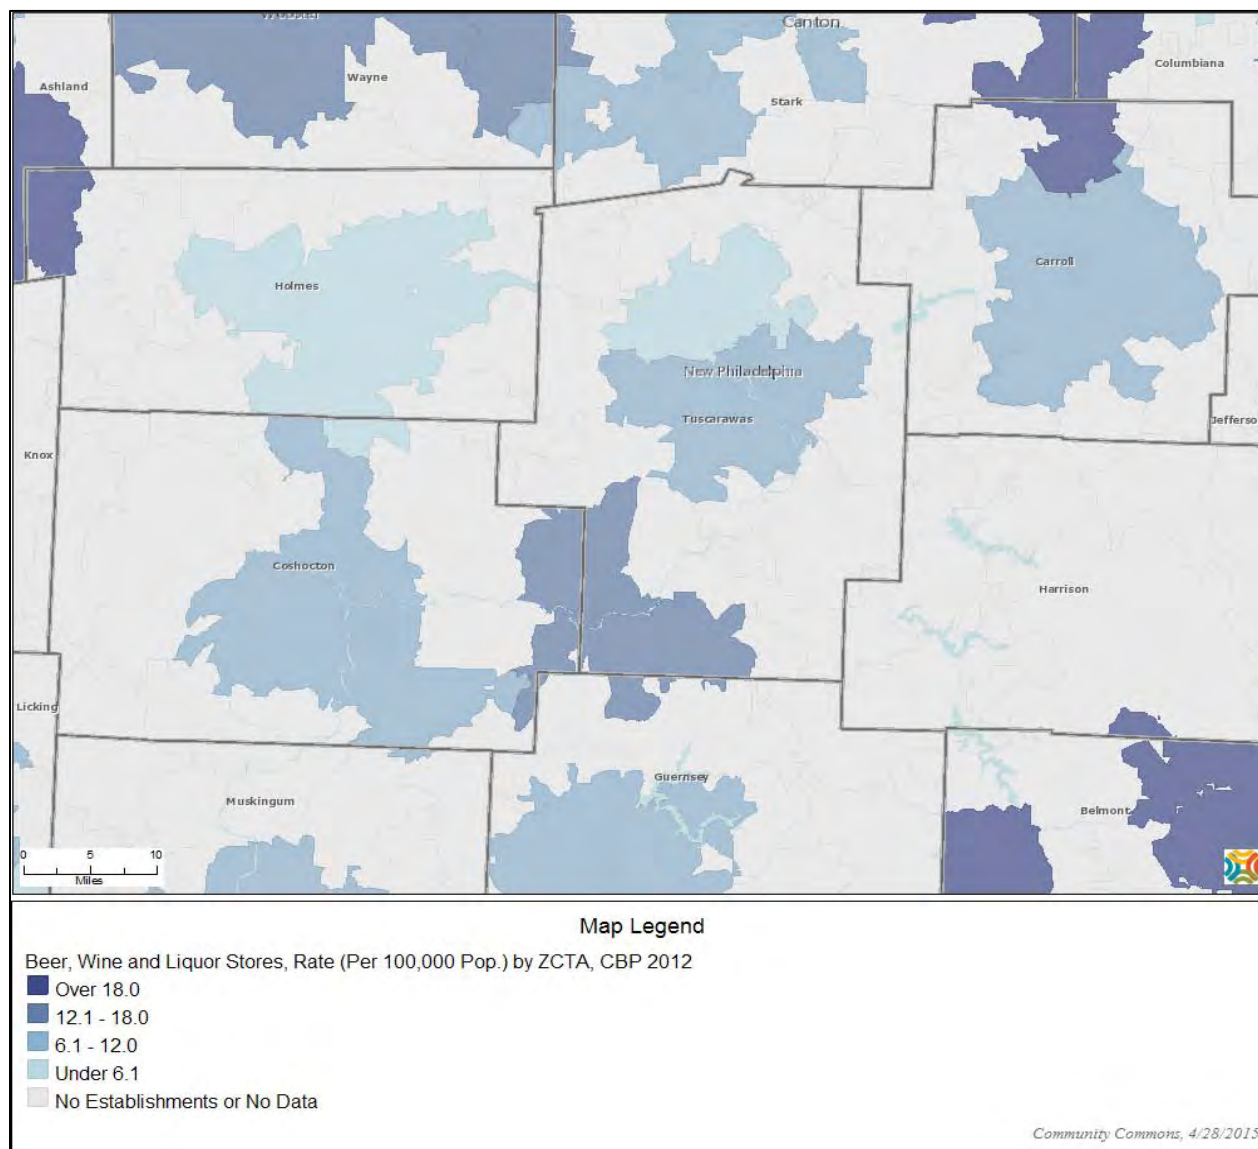 Wooster
Canton
Ashland
Wayne
Stark
Columbiana
Holmes
Carroll
New Philadelphia
Tuscarawas
Jefferso
Knox
Coshocton
Harrison
Licking
Guernsey
Muskingum
Belmont
0 5 10
Miles
Map Legend
Beer, Wine and Liquor Stores, Rate (Per 100,000 Pop.) by ZCTA, CBP 2012
Over 18.0
12.1 - 18.0
6.1 - 12.0
Under 6.1
No Establishments or No Data
Community Commons, 4/28/2015